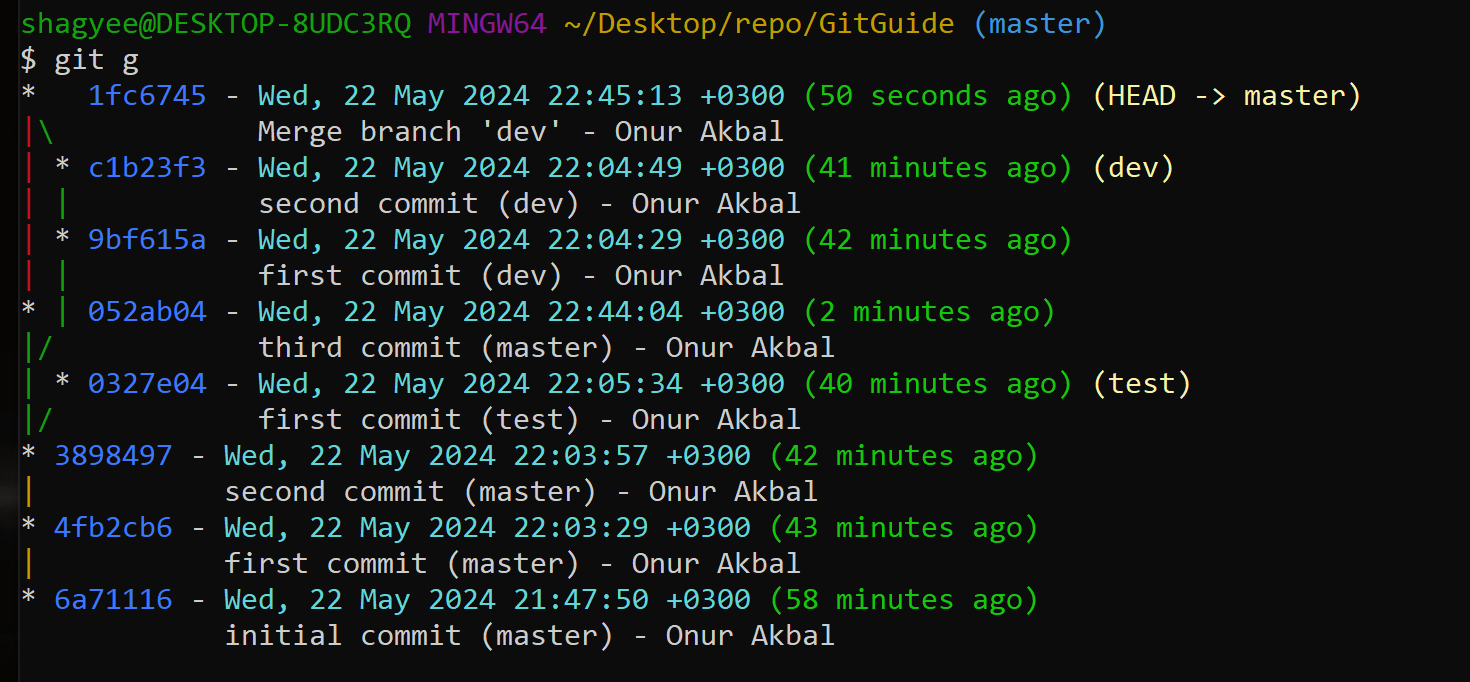 shagyee@DESKTOP-8UDC3RQ MINGW64 ~/Desktop/repo/GitGuide (master)
$ git g
*   1fc6745 - Wed, 22 May 2024 22:45:13 +0300 (50 seconds ago) (HEAD -> master)
|\            Merge branch 'dev' - Onur Akbal
| * c1b23f3 - Wed, 22 May 2024 22:04:49 +0300 (41 minutes ago) (dev)
| |           second commit (dev) - Onur Akbal
| * 9bf615a - Wed, 22 May 2024 22:04:29 +0300 (42 minutes ago)
| |           first commit (dev) - Onur Akbal
* | 052ab04 - Wed, 22 May 2024 22:44:04 +0300 (2 minutes ago)
|/            third commit (master) - Onur Akbal
| * 0327e04 - Wed, 22 May 2024 22:05:34 +0300 (40 minutes ago) (test)
|/            first commit (test) - Onur Akbal
* 3898497 - Wed, 22 May 2024 22:03:57 +0300 (42 minutes ago)
|           second commit (master) - Onur Akbal
* 4fb2cb6 - Wed, 22 May 2024 22:03:29 +0300 (43 minutes ago)
|           first commit (master) - Onur Akbal
* 6a71116 - Wed, 22 May 2024 21:47:50 +0300 (58 minutes ago)
            initial commit (master) - Onur Akbal